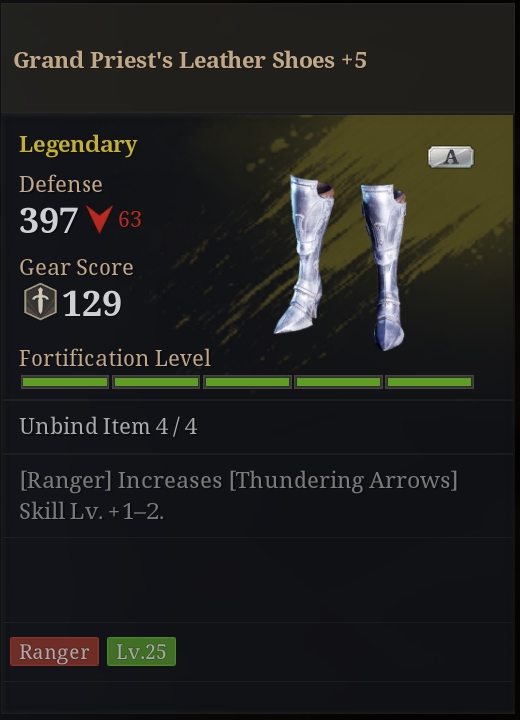 Grand Priest's Leather Shoes +5
Legendary
A
Defense
397 63
Gear Score
129
Fortification Level
Unbind Item 4 / 4
[Ranger] Increases [Thundering Arrows]
Skill Lv. +1–2.
Ranger Lv.25